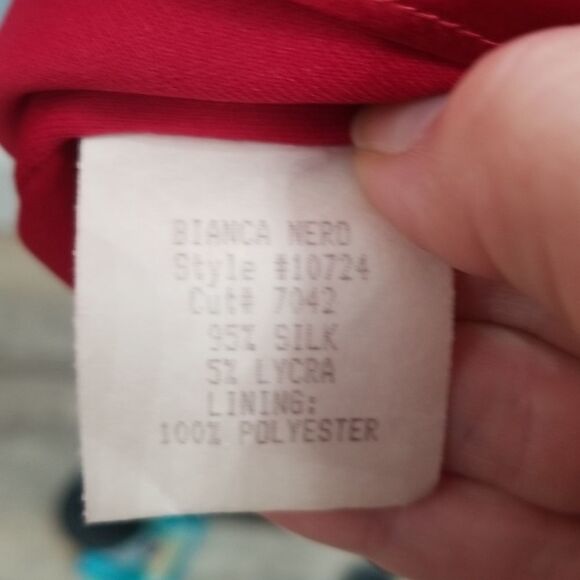 BIANCA NERO
Style #10724
Cut# 7042
95% SILK
5% LYCRA
LINING:
100% POLYESTER